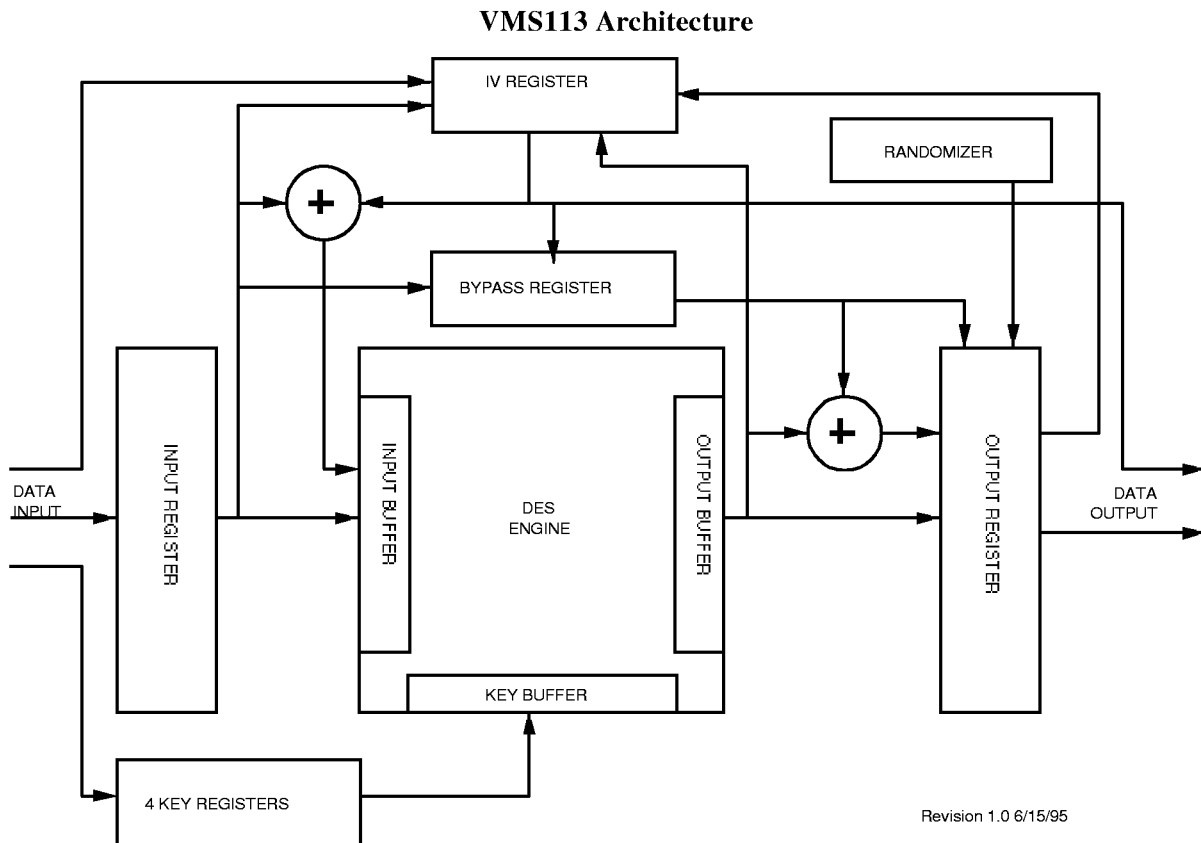 VMS113 Architecture
IV REGISTER
RANDOMIZER
+
BYPASS REGISTER
+
INPUT REGISTER
INPUT BUFFER
DES
ENGINE
OUTPUT BUFFER
OUTPUT REGISTER
DATA
INPUT
DATA
OUTPUT
KEY BUFFER
4 KEY REGISTERS
Revision 1.0 6/15/95